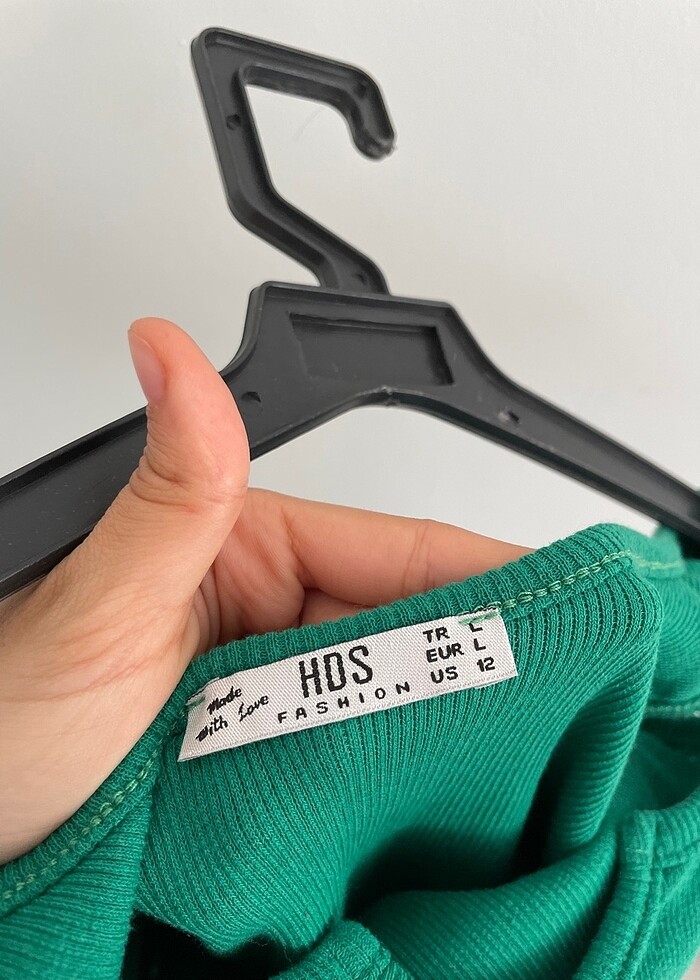 Made
With Love
HDS
FASHION
TR L
EUR L
US 12